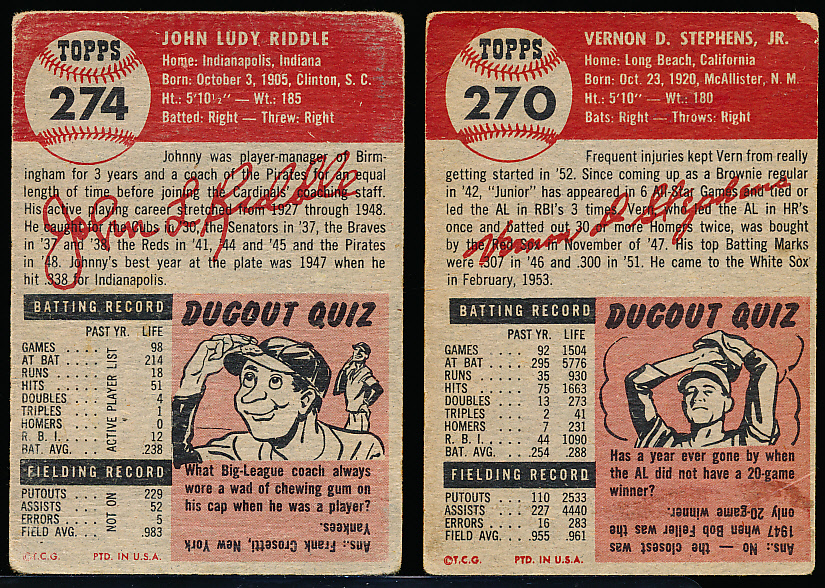 TOPPS
274
JOHN LUDY RIDDLE
Home: Indianapolis, Indiana
Born: October 3, 1905, Clinton, S. C.
Ht.: 5'10½" — Wt.: 185
Batted: Right — Threw: Right
Johnny was player-manager of Birm-
ingham for 3 years and a coach of the Pirates for an equal
length of time before joining the Cardinals' coaching staff.
His active playing career stretched from 1927 through 1948.
He caught for the Cubs in '30, the Senators in '37, the Braves
in '37 and '38, the Reds in '41, '44 and '45 and the Pirates in
'48. Johnny's best year at the plate was 1947 when he
hit .338 for Indianapolis.
John L Riddle
BATTING RECORD
PAST YR. LIFE
GAMES 98
AT BAT 214
RUNS 18
HITS 51
DOUBLES 4
TRIPLES 1
HOMERS 0
R. B. I. 12
BAT. AVG. .238
FIELDING RECORD
PUTOUTS 229
ASSISTS 52
ERRORS 5
FIELD AVG. .983
NOT ON ACTIVE PLAYER LIST
©T.C.G. PTD. IN U.S.A.
DUGOUT QUIZ
What Big-League coach always
wore a wad of chewing gum on
his cap when he was a player?
Ans.: Frank Crosetti, New York
Yankees.
TOPPS
270
VERNON D. STEPHENS, JR.
Home: Long Beach, California
Born: Oct. 23, 1920, McAllister, N. M.
Ht.: 5'10" — Wt.: 180
Bats: Right — Throws: Right
Frequent injuries kept Vern from really
getting started in '52. Since coming up as a Brownie regular
in '42, "Junior" has appeared in 6 All-Star Games and tied or
led the AL in RBI's 3 times. Vern, who led the AL in HR's
once and batted out 30 or more Homers twice, was bought
by the Red Sox in November of '47. His top Batting Marks
were .307 in '46 and .300 in '51. He came to the White Sox
in February, 1953.
Vernon D Stephens
BATTING RECORD
PAST YR. LIFE
GAMES 92 1504
AT BAT 295 5776
RUNS 35 930
HITS 75 1663
DOUBLES 13 273
TRIPLES 2 41
HOMERS 7 231
R. B. I. 44 1090
BAT. AVG. .254 .288
FIELDING RECORD
PUTOUTS 110 2533
ASSISTS 227 4440
ERRORS 16 283
FIELD AVG. .955 .961
©T.C.G. PTD. IN U.S.A.
DUGOUT QUIZ
Has a year ever gone by when
the AL did not have a 20-game
winner?
Ans.: No — the closest was
1947 when Bob Feller was the
only 20-game winner.